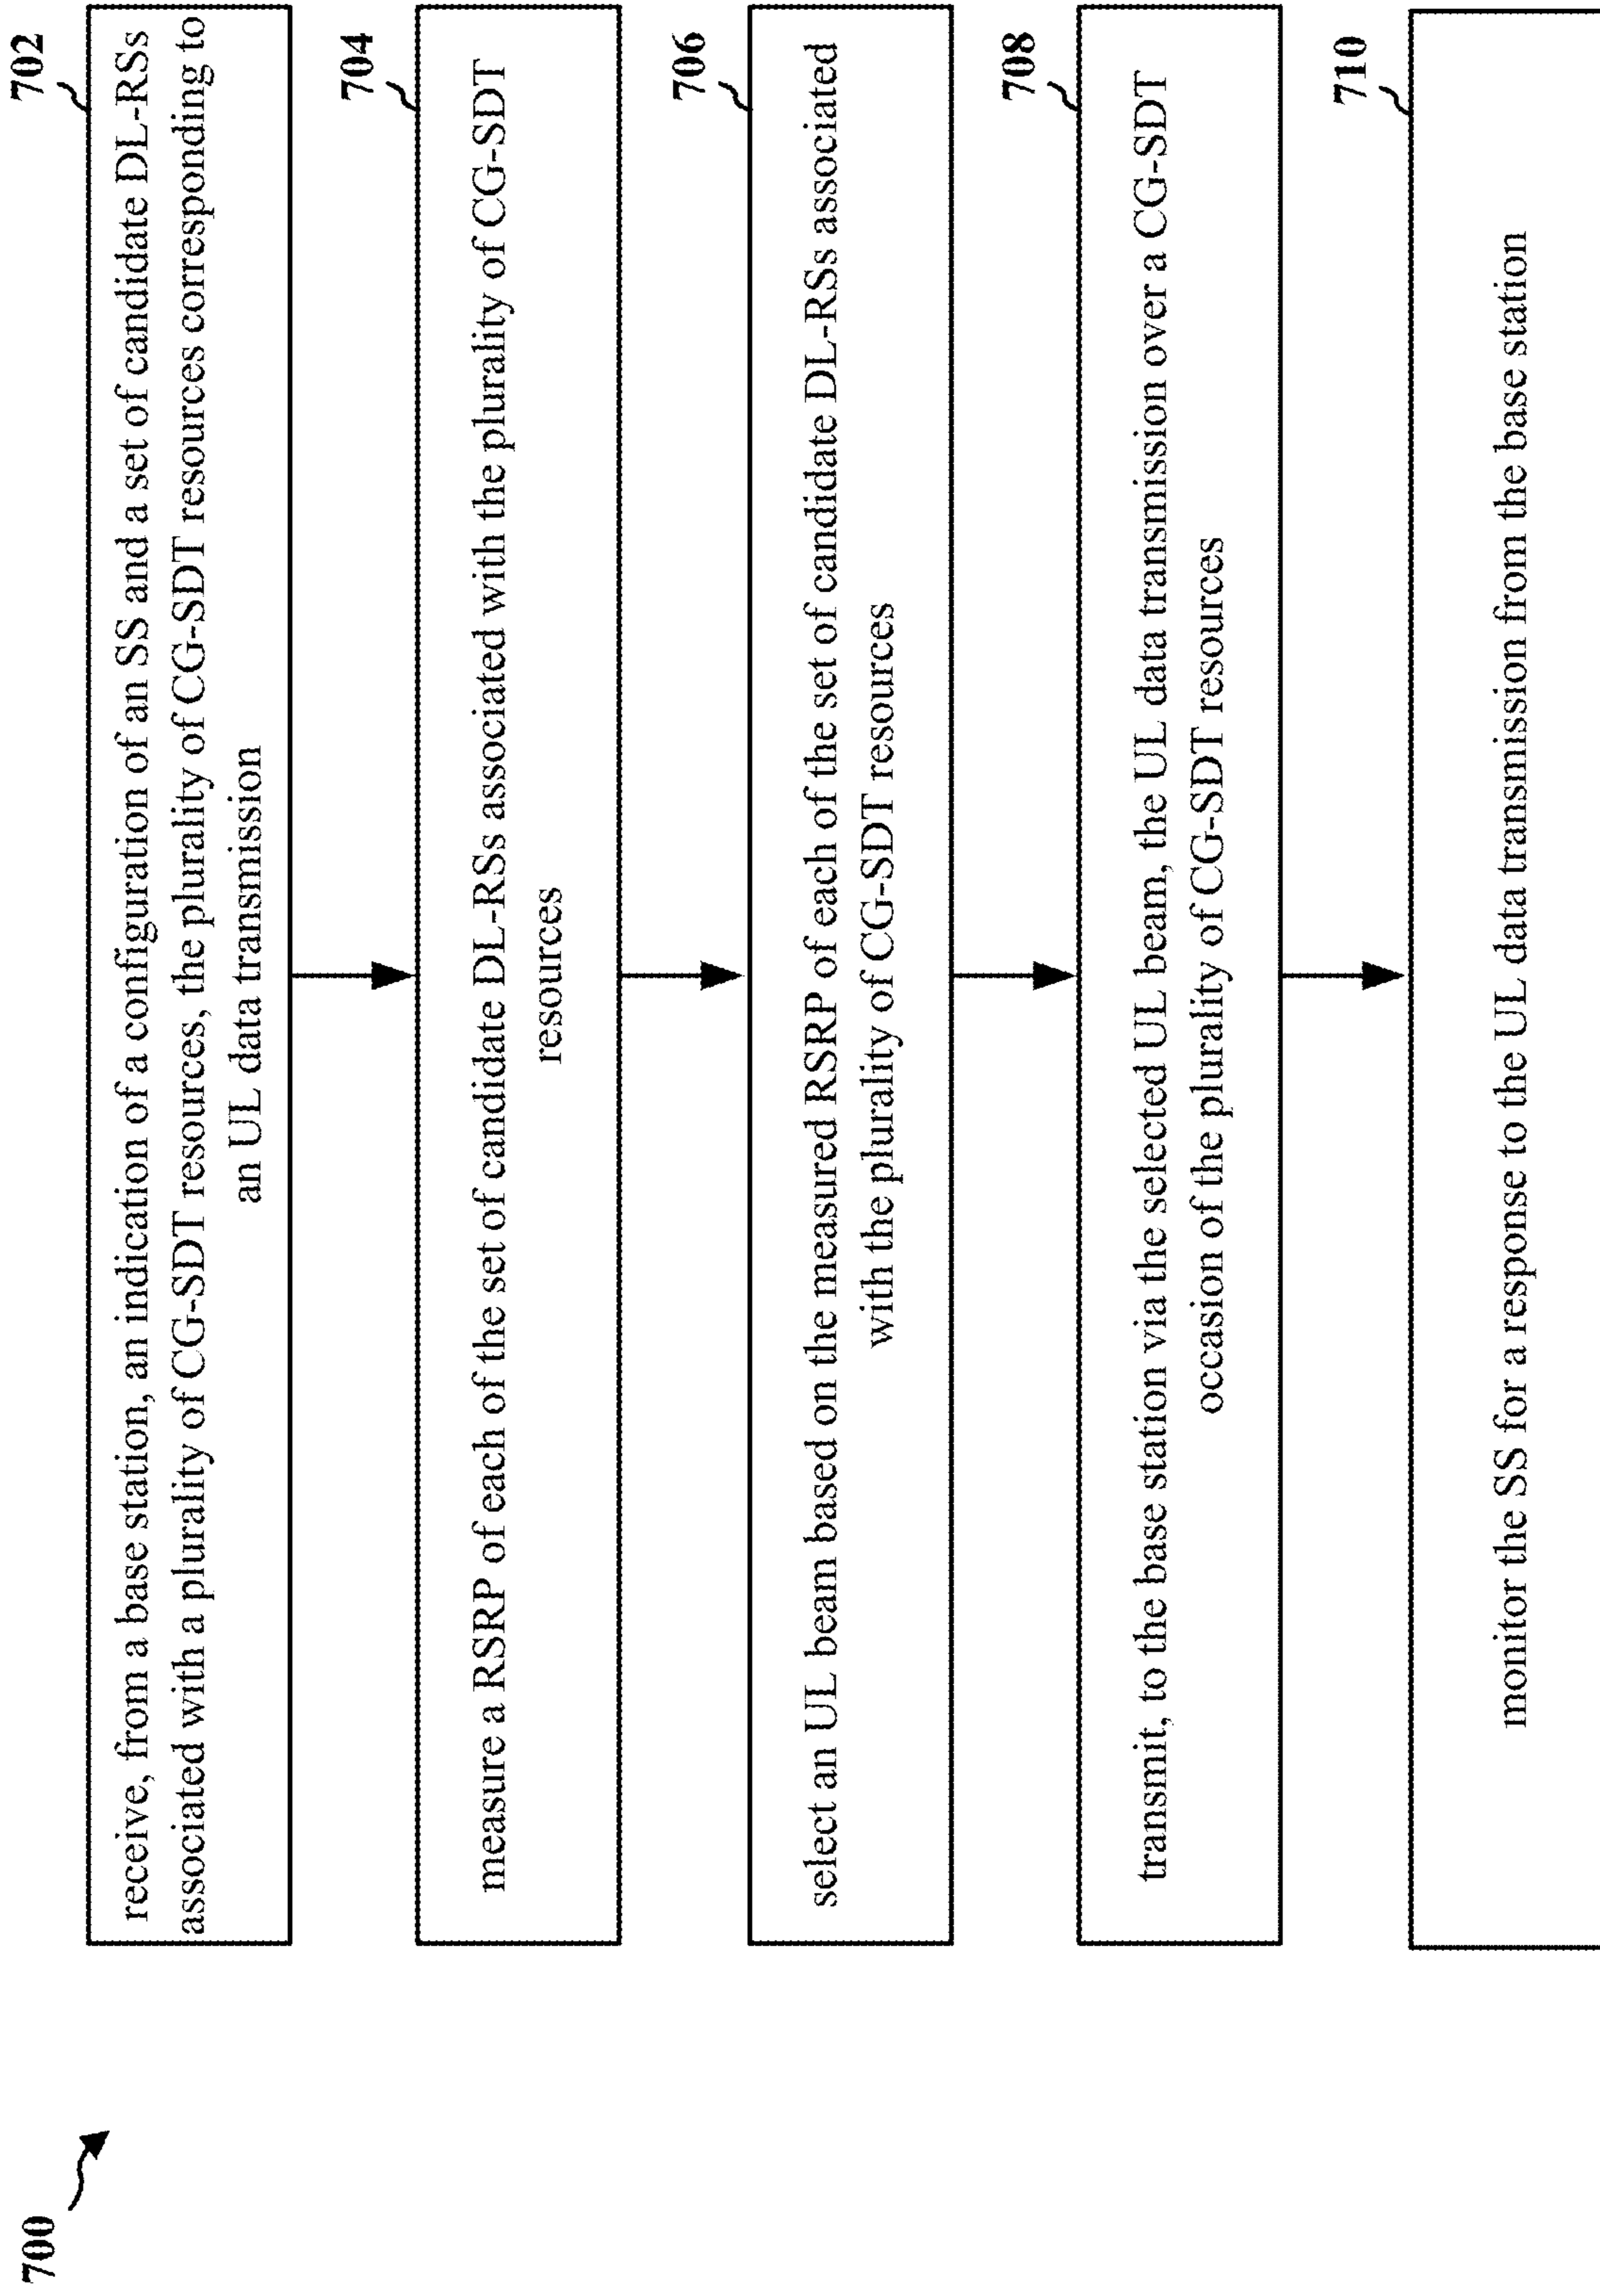 700
702
receive, from a base station, an indication of a configuration of an SS and a set of candidate DL-RSs
associated with a plurality of CG-SDT resources, the plurality of CG-SDT resources corresponding to
an UL data transmission
704
measure a RSRP of each of the set of candidate DL-RSs associated with the plurality of CG-SDT
resources
706
select an UL beam based on the measured RSRP of each of the set of candidate DL-RSs associated
with the plurality of CG-SDT resources
708
transmit, to the base station via the selected UL beam, the UL data transmission over a CG-SDT
occasion of the plurality of CG-SDT resources
710
monitor the SS for a response to the UL data transmission from the base station